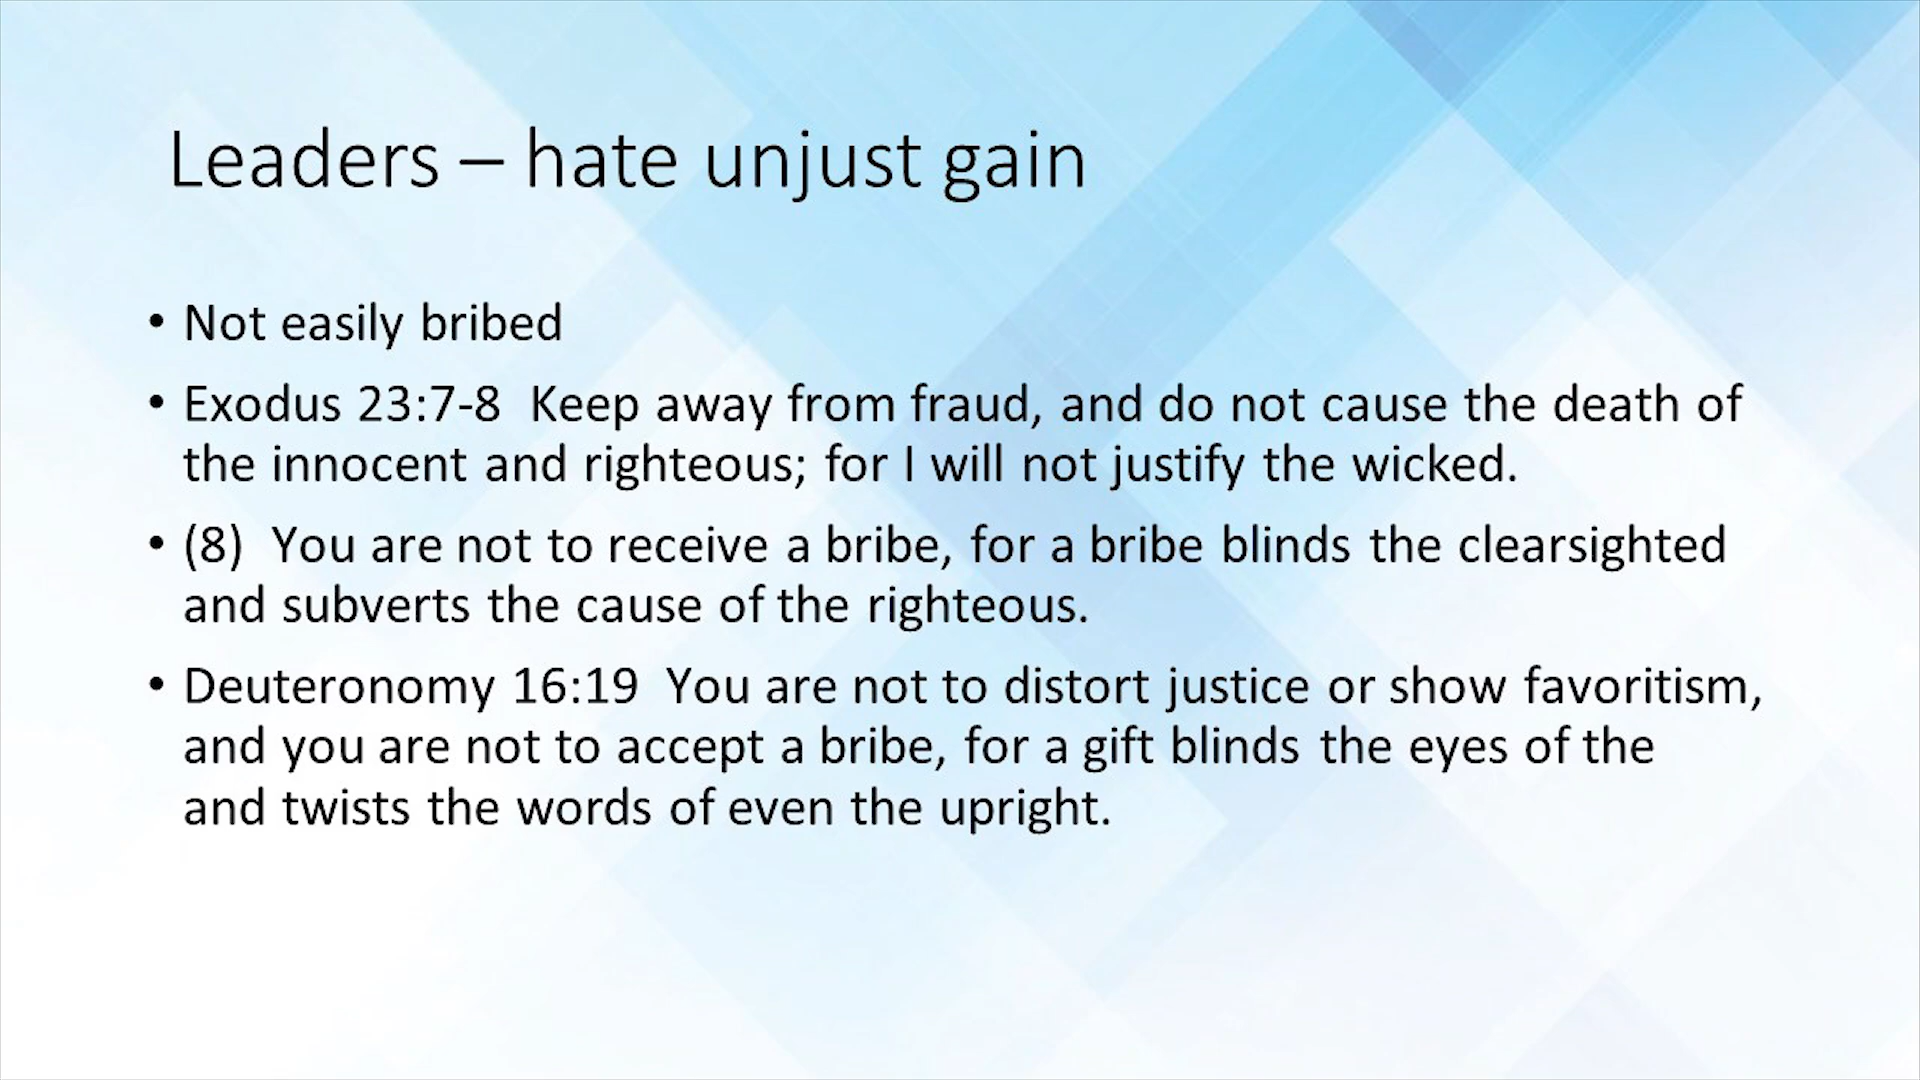 Leaders – hate unjust gain
• Not easily bribed
• Exodus 23:7-8  Keep away from fraud, and do not cause the death of
the innocent and righteous; for I will not justify the wicked.
• (8)  You are not to receive a bribe, for a bribe blinds the clearsighted
and subverts the cause of the righteous.
• Deuteronomy 16:19  You are not to distort justice or show favoritism,
and you are not to accept a bribe, for a gift blinds the eyes of the
and twists the words of even the upright.